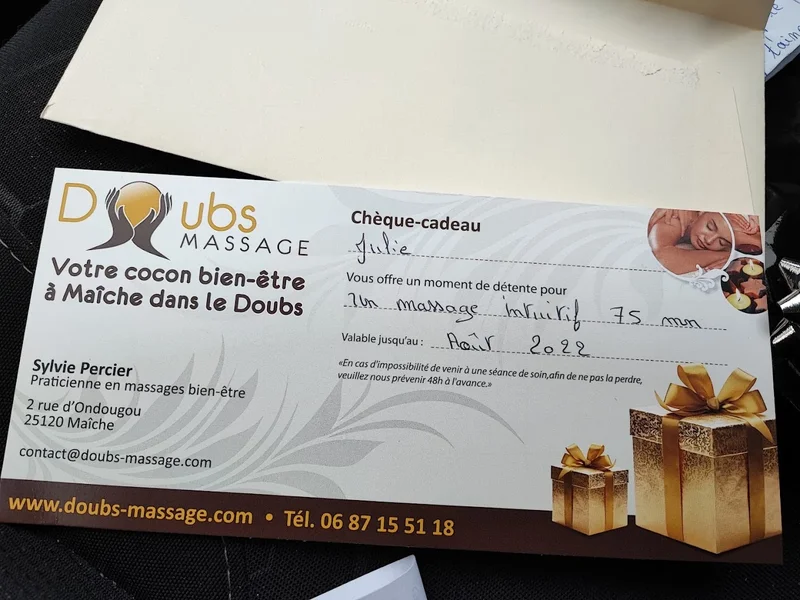 Doubs
MASSAGE
Votre cocon bien-être
à Maîche dans le Doubs
Sylvie Percier
Praticienne en massages bien-être
2 rue d'Ondougou
25120 Maîche
contact@doubs-massage.com
Chèque-cadeau
Julie
Vous offre un moment de détente pour
Un massage intuitif 75 mn
Valable jusqu'au : Août 2022
«En cas d'impossibilité de venir à une séance de soin,afin de ne pas la perdre,
veuillez nous prévenir 48h à l'avance.»
www.doubs-massage.com • Tél. 06 87 15 51 18